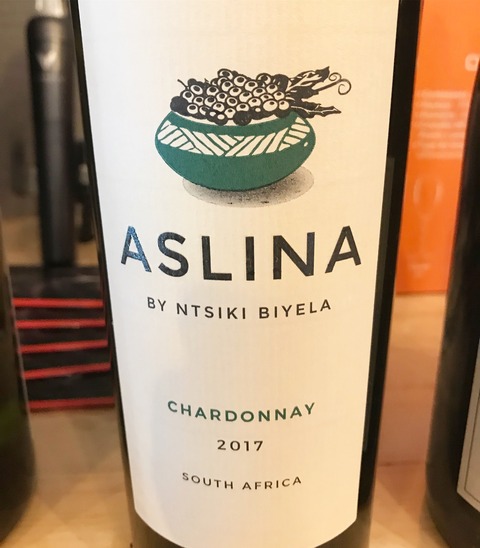 ASLINA
BY NTSIKI BIYELA
CHARDONNAY
2017
SOUTH AFRICA